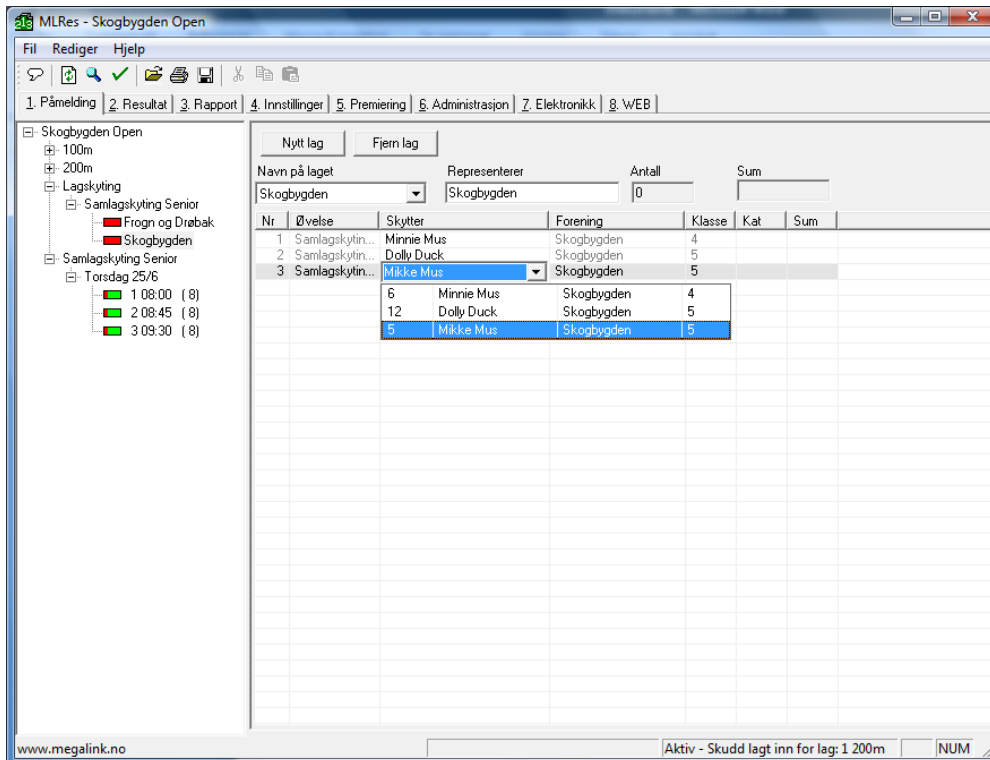 MLRes - Skogbygden Open
Fil Rediger Hjelp
1. Påmelding 2. Resultat 3. Rapport 4. Innstillinger 5. Premiering 6. Administrasjon 7. Elektronikk 8. WEB
Skogbygden Open
100m
200m
Lagskyting
Samlagskyting Senior
Frogn og Drøbak
Skogbygden
Samlagskyting Senior
Torsdag 25/6
1 08:00 ( 8)
2 08:45 ( 8)
3 09:30 ( 8)
Nytt lag Fjern lag
Navn på laget Representerer Antall Sum
Skogbygden Skogbygden 0
Nr Øvelse Skytter Forening Klasse Kat Sum
1 Samlagskytin... Minnie Mus Skogbygden 4
2 Samlagskytin... Dolly Duck Skogbygden 5
3 Samlagskytin... Mikke Mus Skogbygden 5
6 Minnie Mus Skogbygden 4
12 Dolly Duck Skogbygden 5
5 Mikke Mus Skogbygden 5
www.megalink.no Aktiv - Skudd lagt inn for lag: 1 200m NUM